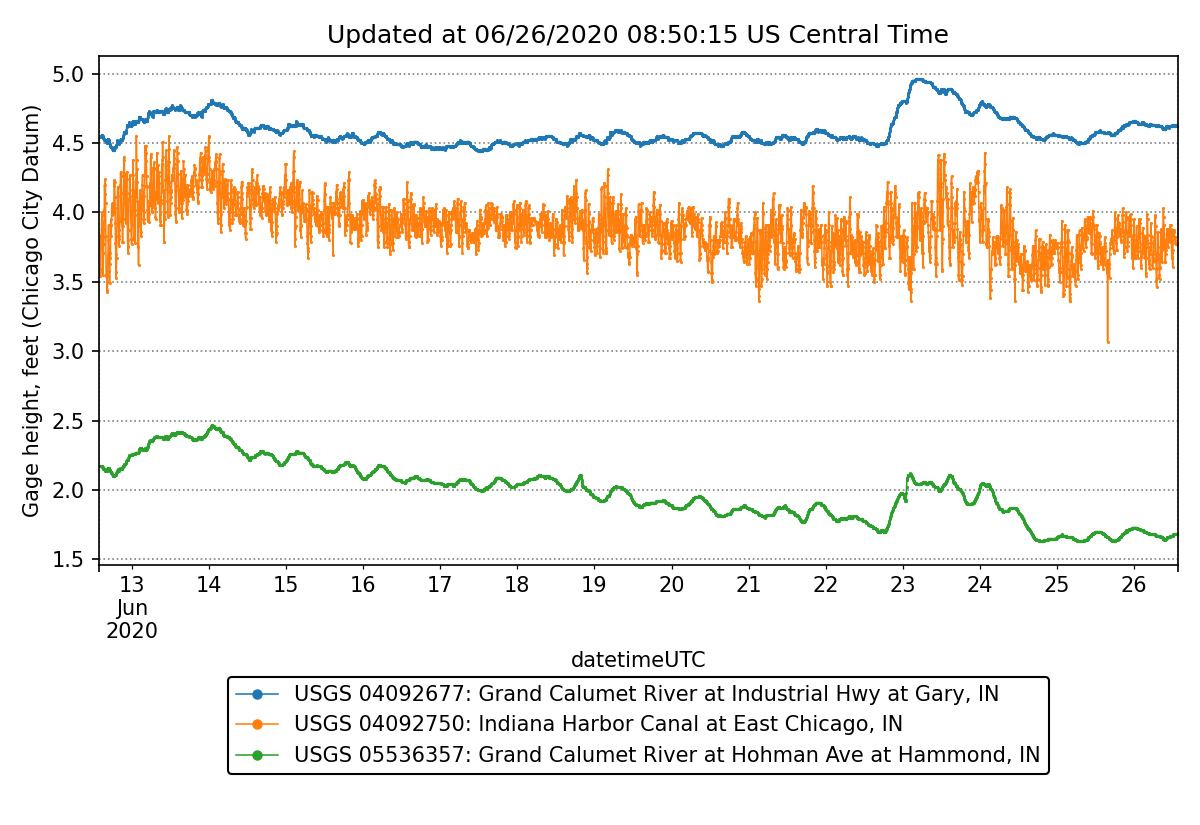 Updated at 06/26/2020 08:50:15 US Central Time
Gage height, feet (Chicago City Datum)
5.0
4.5
4.0
3.5
3.0
2.5
2.0
1.5
13 14 15 16 17 18 19 20 21 22 23 24 25 26
Jun
2020
datetimeUTC
USGS 04092677: Grand Calumet River at Industrial Hwy at Gary, IN
USGS 04092750: Indiana Harbor Canal at East Chicago, IN
USGS 05536357: Grand Calumet River at Hohman Ave at Hammond, IN